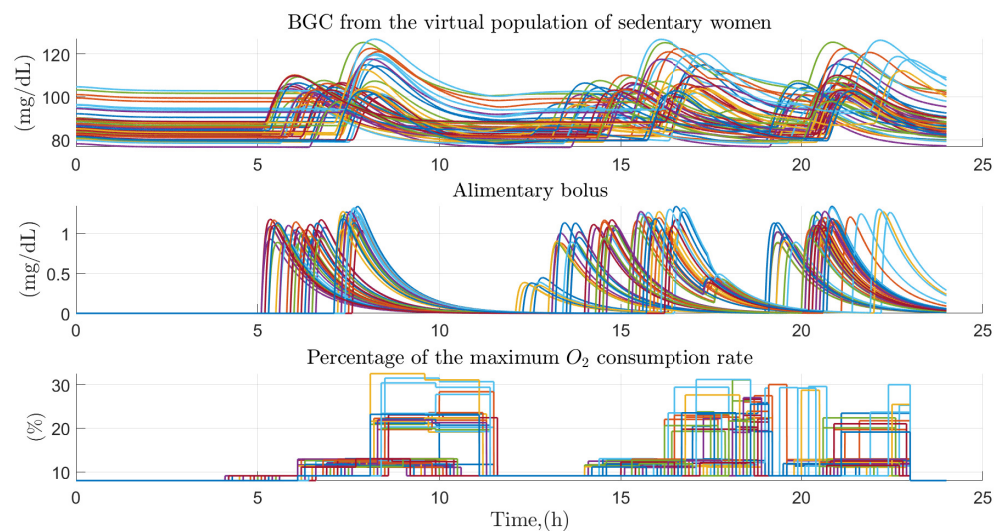 BGC from the virtual population of sedentary women
(mg/dL)
120
100
80
0 5 10 15 20 25
Alimentary bolus
(mg/dL)
1
0.5
0
0 5 10 15 20 25
Percentage of the maximum O₂ consumption rate
(%)
30
20
10
0 5 10 15 20 25
Time,(h)